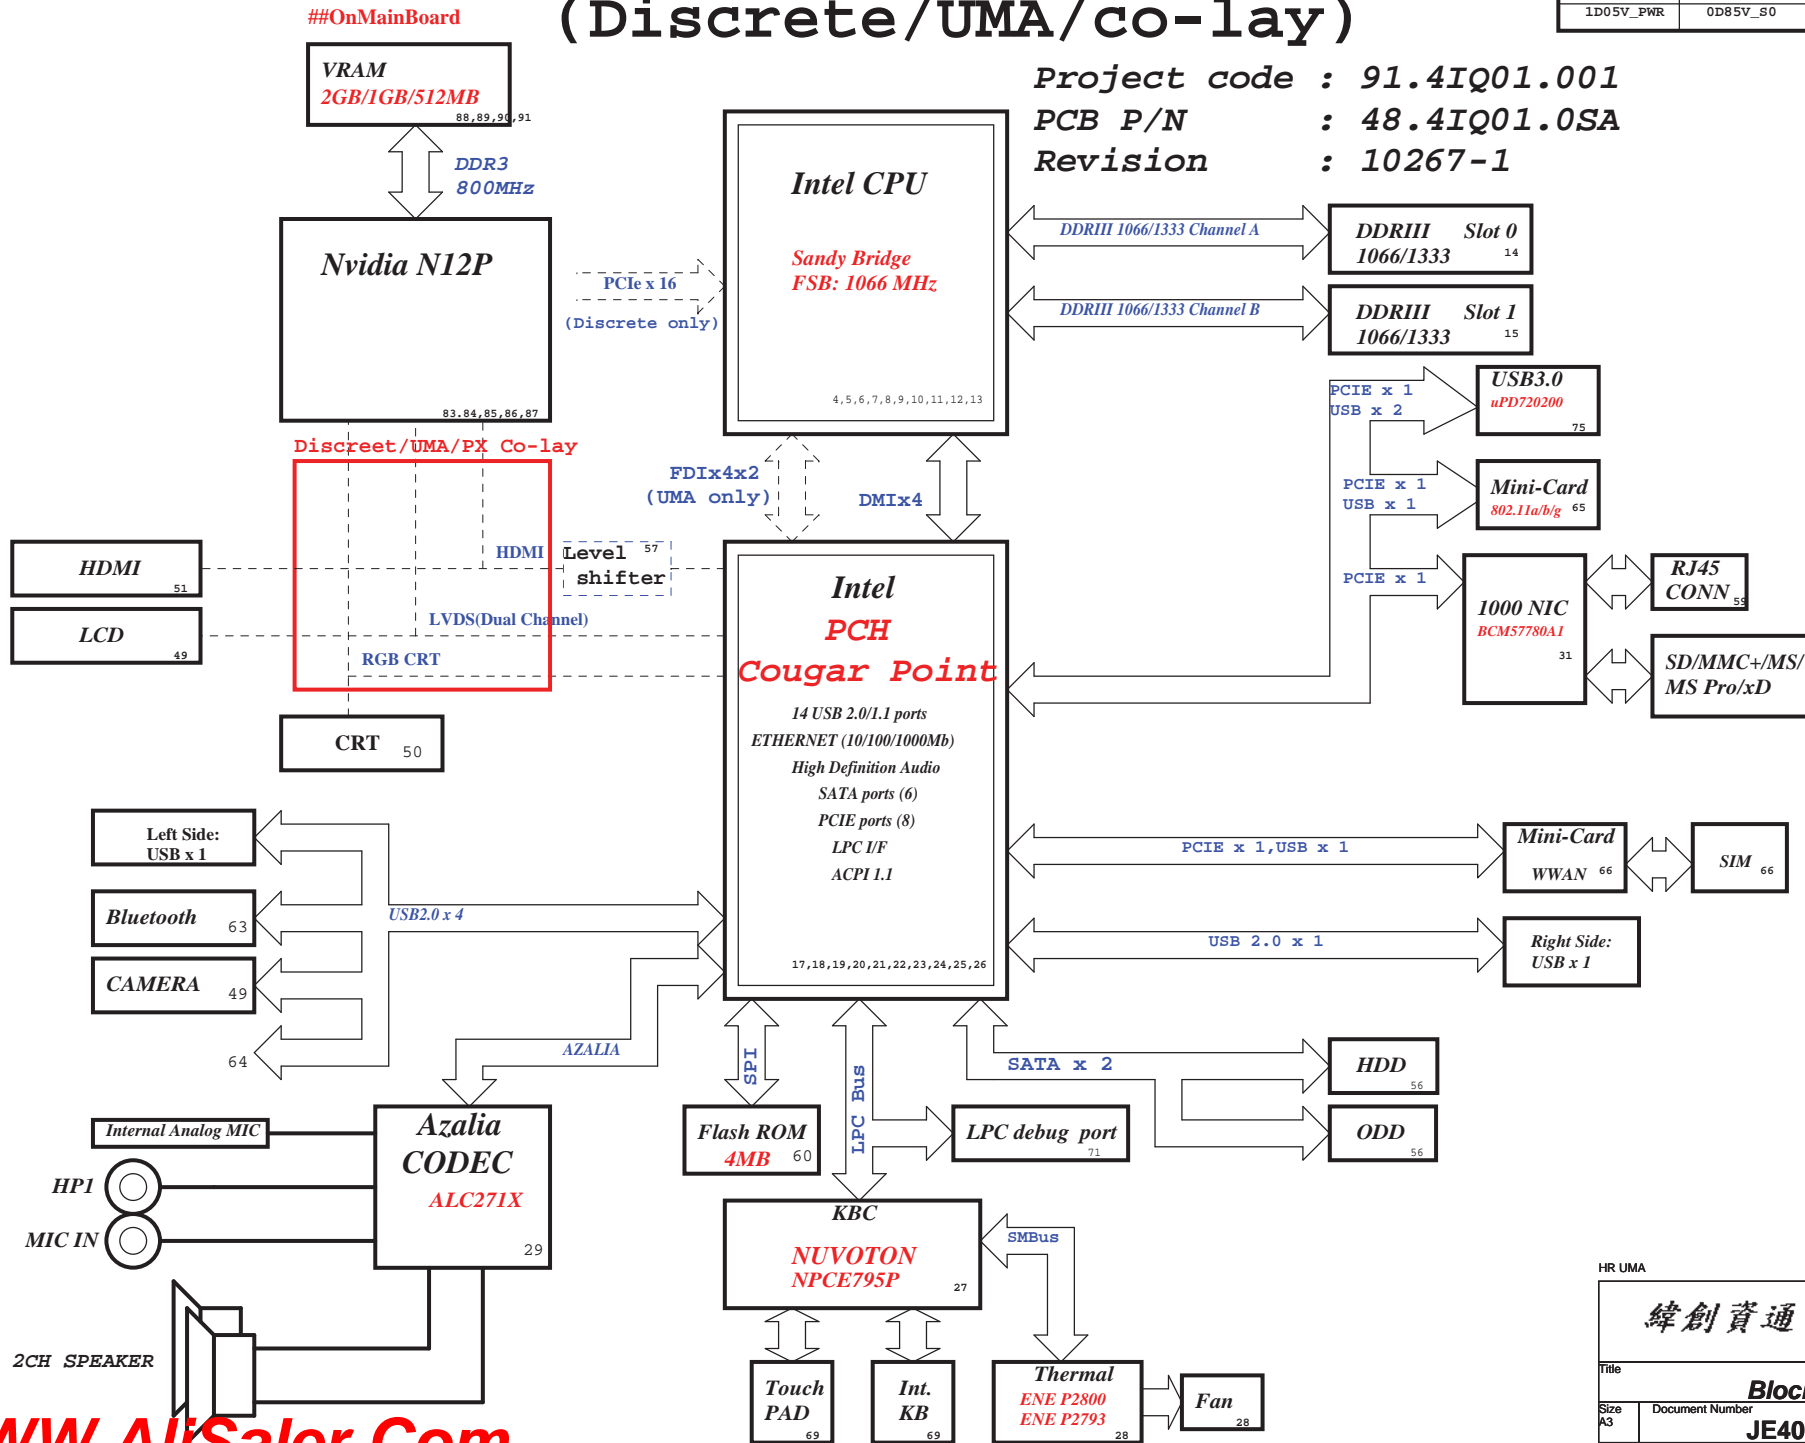 ##OnMainBoard
(Discrete/UMA/co-lay)
1D05V_PWR 0D85V_S0
Project code : 91.4IQ01.001
PCB P/N : 48.4IQ01.0SA
Revision : 10267-1
VRAM
2GB/1GB/512MB
88,89,90,91
DDR3
800MHz
Nvidia N12P
83.84,85,86,87
PCIe x 16
(Discrete only)
Intel CPU
Sandy Bridge
FSB: 1066 MHz
4,5,6,7,8,9,10,11,12,13
DDRIII 1066/1333 Channel A
DDRIII Slot 0
1066/1333 14
DDRIII 1066/1333 Channel B
DDRIII Slot 1
1066/1333 15
PCIE x 1
USB x 2
USB3.0
uPD720200
75
PCIE x 1
USB x 1
Mini-Card
802.11a/b/g 65
PCIE x 1
1000 NIC
BCM57780A1
31
RJ45
CONN 59
SD/MMC+/MS/
MS Pro/xD
Discreet/UMA/PX Co-lay
FDIx4x2
(UMA only)
DMIx4
HDMI
51
HDMI
Level 57
shifter
LCD
49
LVDS(Dual Channel)
RGB CRT
CRT 50
Intel
PCH
Cougar Point
14 USB 2.0/1.1 ports
ETHERNET (10/100/1000Mb)
High Definition Audio
SATA ports (6)
PCIE ports (8)
LPC I/F
ACPI 1.1
17,18,19,20,21,22,23,24,25,26
Left Side:
USB x 1
Bluetooth 63
CAMERA 49
64
USB2.0 x 4
AZALIA
PCIE x 1,USB x 1
Mini-Card
WWAN 66
SIM 66
USB 2.0 x 1
Right Side:
USB x 1
SPI
LPC Bus
SATA x 2
HDD
56
ODD
56
Flash ROM
4MB 60
LPC debug port
71
Internal Analog MIC
HP1
MIC IN
2CH SPEAKER
Azalia
CODEC
ALC271X
29
KBC
NUVOTON
NPCE795P
27
SMBus
Touch
PAD
69
Int.
KB
69
Thermal
ENE P2800
ENE P2793
28
Fan
28
HR UMA
緯創資通
Title
Block
Size
A3
Document Number
JE40
WW.AliSaler.Com